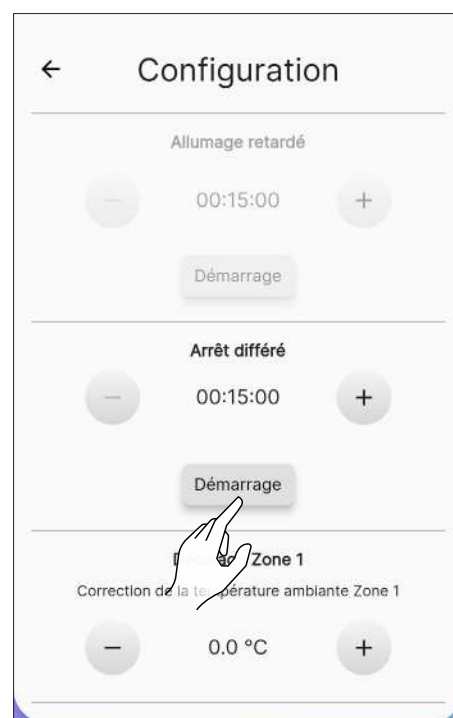 Configuration
Allumage retardé
− 00:15:00 +
Démarrage
Arrêt différé
− 00:15:00 +
Démarrage
Zone 1
Correction de la température ambiante Zone 1
− 0.0 °C +